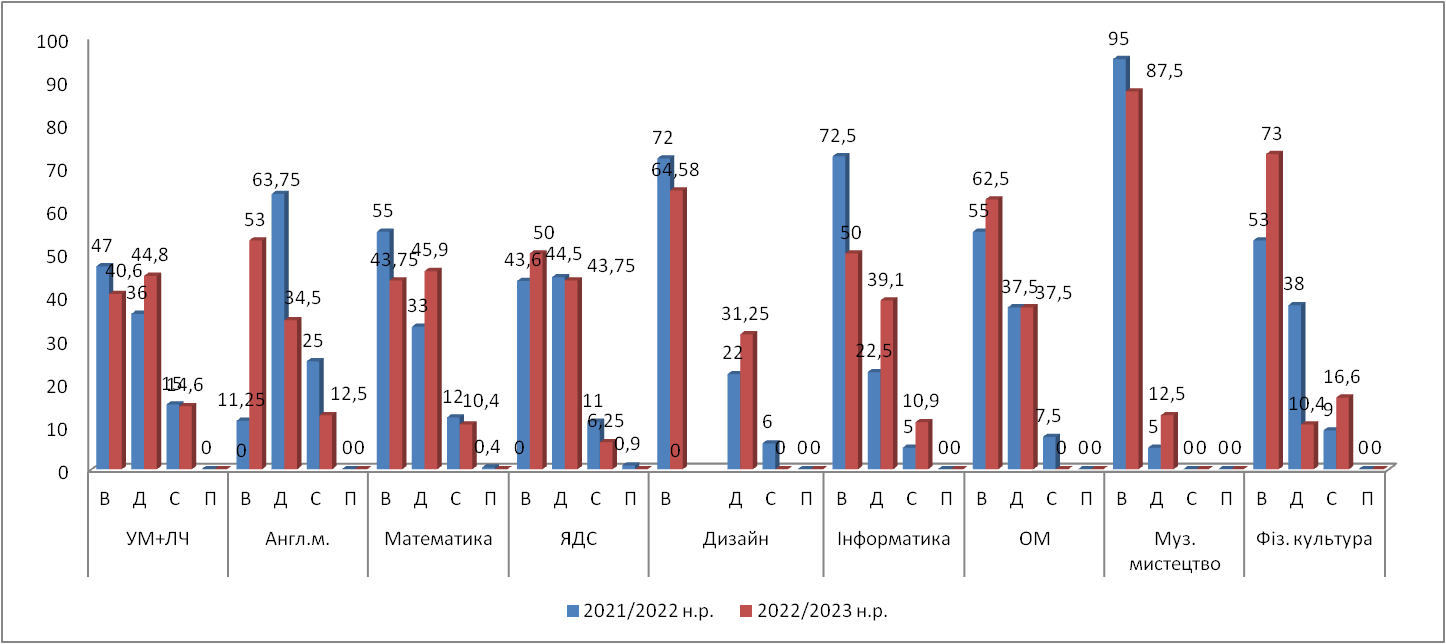 100
90
80
70
60
50
40
30
20
10
0
47 40,6 36 44,8 15 14,6 0 0
11,25 53 63,75 34,5 25 12,5 0 0
55 43,75 33 45,9 12 10,4 0,4 0
43,6 50 44,5 43,75 11 6,25 0,9 0
72 64,58 22 31,25 6 0 0 0
72,5 50 22,5 39,1 5 10,9 0 0
55 62,5 37,5 37,5 7,5 0 0 0
95 87,5 5 12,5 0 0 0 0
53 73 38 10,4 9 16,6 0 0
В Д С П В Д С П В Д С П В Д С П В Д С П В Д С П В Д С П В Д С П В Д С П
УМ+ЛЧ Англ.м. Математика ЯДС Дизайн Інформатика ОМ Муз. Фіз. культура
мистецтво
2021/2022 н.р. 2022/2023 н.р.